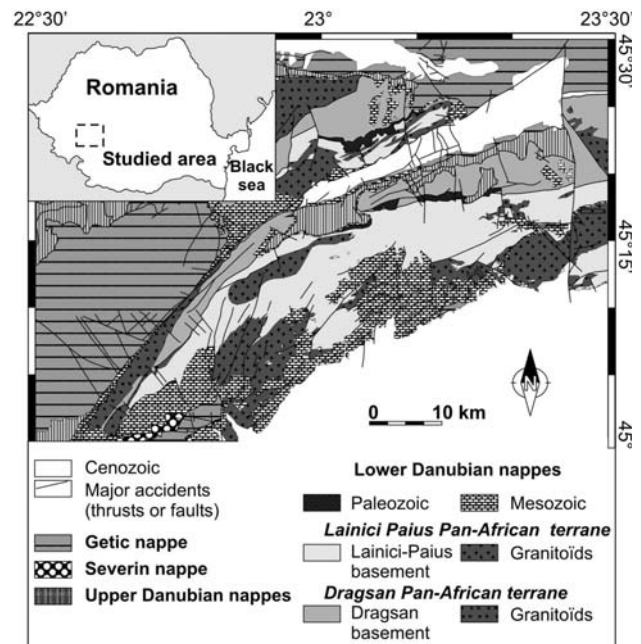 22°30'
23°
23°30'
45°30'
Romania
Studied area
Black
sea
45°15'
0 10 km
N
45°
Cenozoic
Major accidents
(thrusts or faults)
Getic nappe
Severin nappe
Upper Danubian nappes
Lower Danubian nappes
Paleozoic
Mesozoic
Lainici Paius Pan-African terrane
Lainici-Paius
basement
Granitoïds
Dragsan Pan-African terrane
Dragsan
basement
Granitoïds